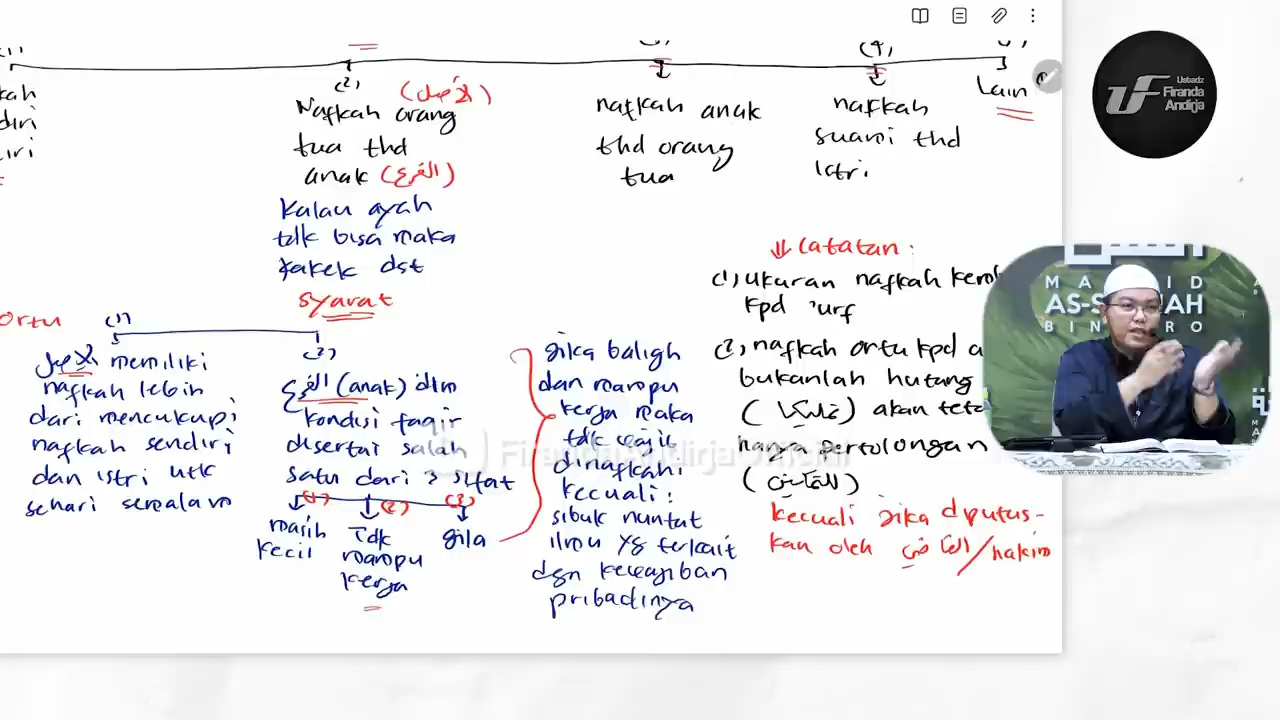 (2)
(4)
Nafkah orang (الأصل)
tua thd
anak (الفرع)
Kalau ayah
tdk bisa maka
kakek dst
syarat
nafkah anak
thd orang
tua
nafkah
suami thd
Istri
Lain
Ortu
(1)
الأصل memiliki
nafkah lebih
dari mencukupi
nafkah sendiri
dan istri utk
sehari semalam
(2)
الفرع (anak) dlm
kondisi faqir
disertai salah
satu dari 3 sifat
(1) (2) (3)
masih
kecil
Tdk
mampu
kerja
gila
jika baligh
dan mampu
kerja maka
tdk wajib
dinafkahi
kecuali:
sibuk nuntut
ilmu yg terkait
dgn kewajiban
pribadinya
Catatan:
(1) ukuran nafkah
kpd 'urf
(2) nafkah ortu kpd
bukanlah hutang
akan
hanya pertolongan
kecuali jika diputus-
kan oleh القاضي/hakim
Firanda Andirja Official
Ustadz
Firanda
Andirja
UF